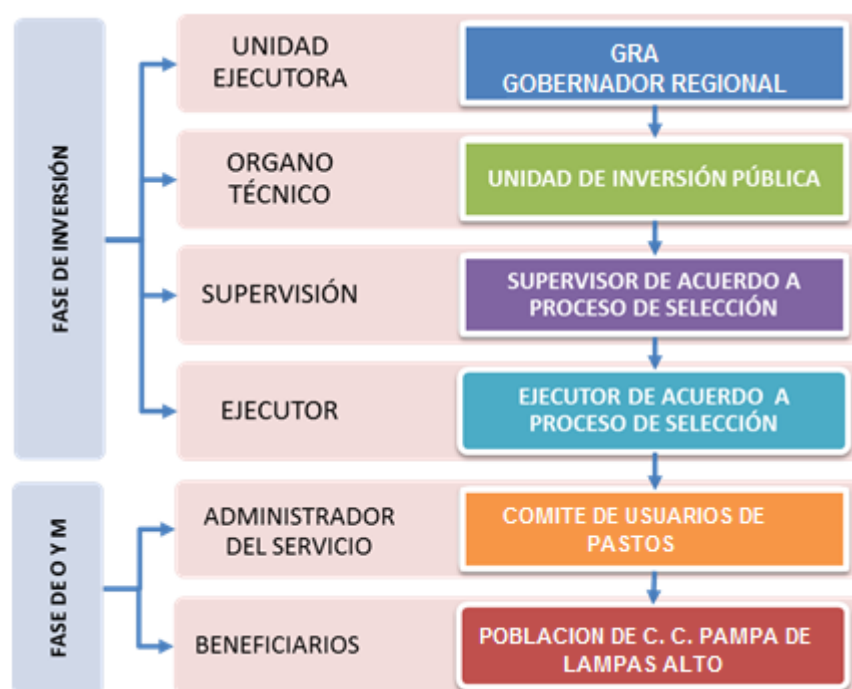 FASE DE INVERSIÓN
UNIDAD
EJECUTORA
GRA
GOBERNADOR REGIONAL
ORGANO
TÉCNICO
UNIDAD DE INVERSIÓN PÚBLICA
SUPERVISIÓN
SUPERVISOR DE ACUERDO A
PROCESO DE SELECCIÓN
EJECUTOR
EJECUTOR DE ACUERDO A
PROCESO DE SELECCIÓN
FASE DE O Y M
ADMINISTRADOR
DEL SERVICIO
COMITE DE USUARIOS DE
PASTOS
BENEFICIARIOS
POBLACION DE C. C. PAMPA DE
LAMPAS ALTO